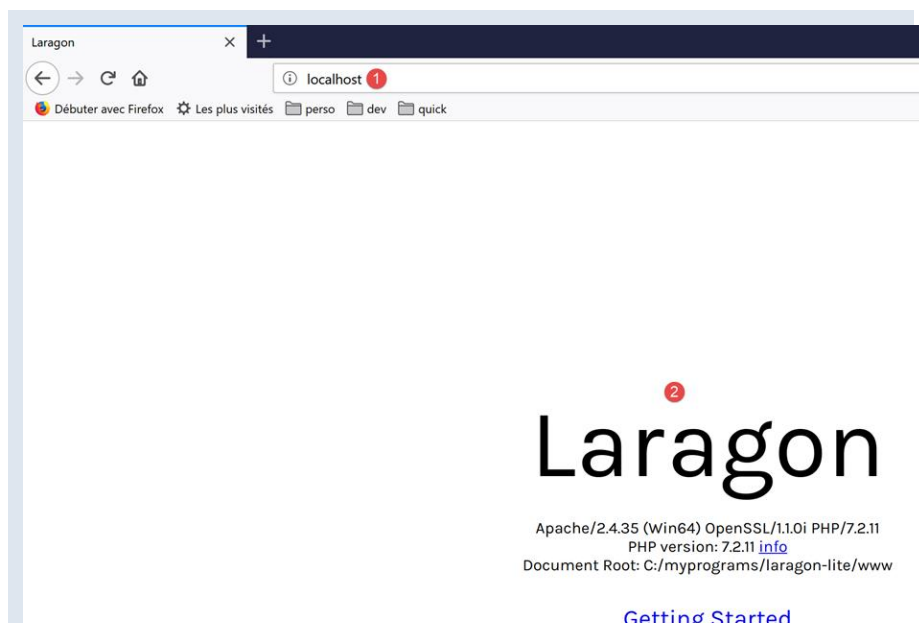 Laragon
localhost 1
Débuter avec Firefox Les plus visités perso dev quick
2
Laragon
Apache/2.4.35 (Win64) OpenSSL/1.1.0i PHP/7.2.11
PHP version: 7.2.11 info
Document Root: C:/myprograms/laragon-lite/www
Getting Started